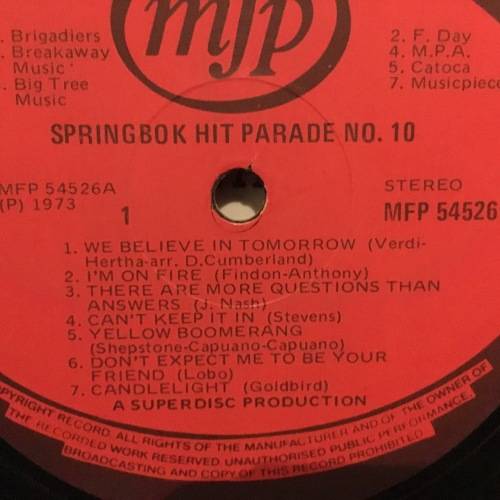 mfp
. Brigadiers
. Breakaway
Music'
. Big Tree
Music
2. F. Day
4. M.P.A.
5. Catoca
7. Musicpiece
SPRINGBOK HIT PARADE NO. 10
MFP 54526A
(P) 1973
1
STEREO
MFP 54526
1. WE BELIEVE IN TOMORROW (Verdi-
Hertha-arr. D.Cumberland)
2. I'M ON FIRE (Findon-Anthony)
3. THERE ARE MORE QUESTIONS THAN
ANSWERS (J. Nash)
4. CAN'T KEEP IT IN (Stevens)
5. YELLOW BOOMERANG
(Shepstone-Capuano-Capuano)
6. DON'T EXPECT ME TO BE YOUR
FRIEND (Lobo)
7. CANDLELIGHT (Goldbird)
A SUPERDISC PRODUCTION
COPYRIGHT RECORD. ALL RIGHTS OF THE MANUFACTURER AND OF THE OWNER OF
THE RECORDED WORK RESERVED. UNAUTHORISED PUBLIC PERFORMANCE,
BROADCASTING AND COPY OF THIS RECORD PROHIBITED